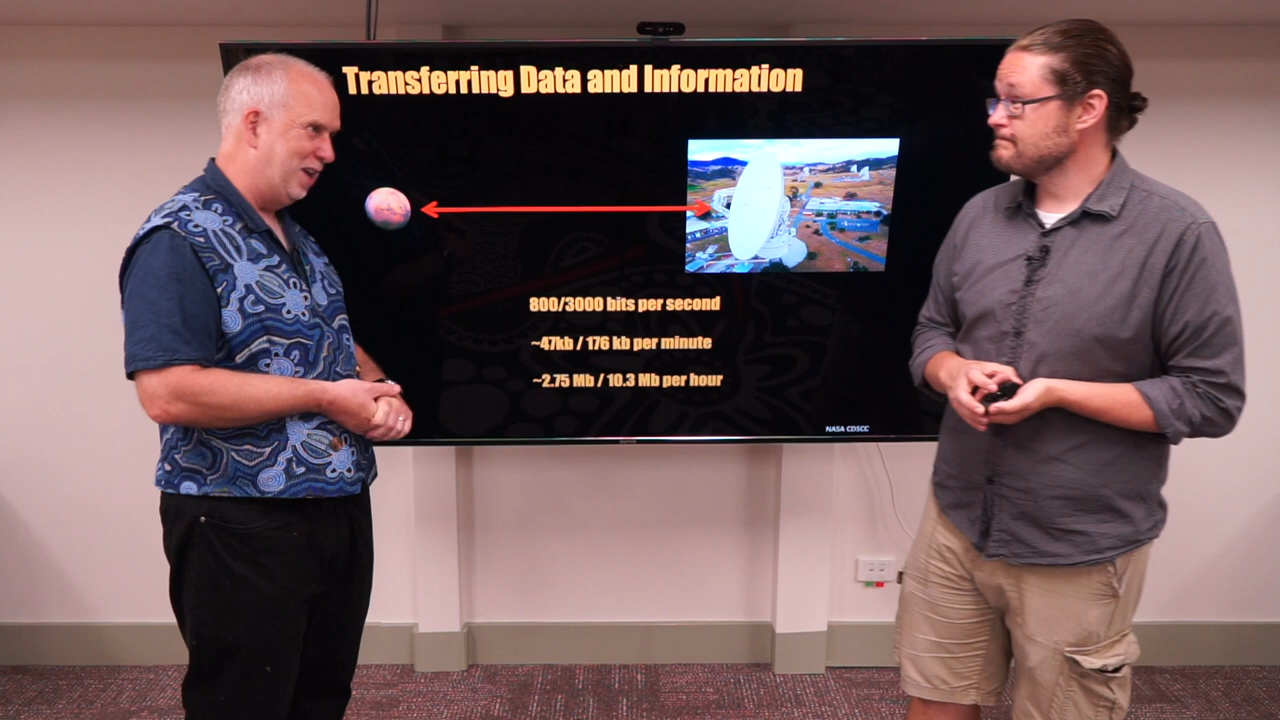 Transferring Data and Information
800/3000 bits per second
~47kb / 176 kb per minute
~2.75 Mb / 10.3 Mb per hour
NASA CDSCC